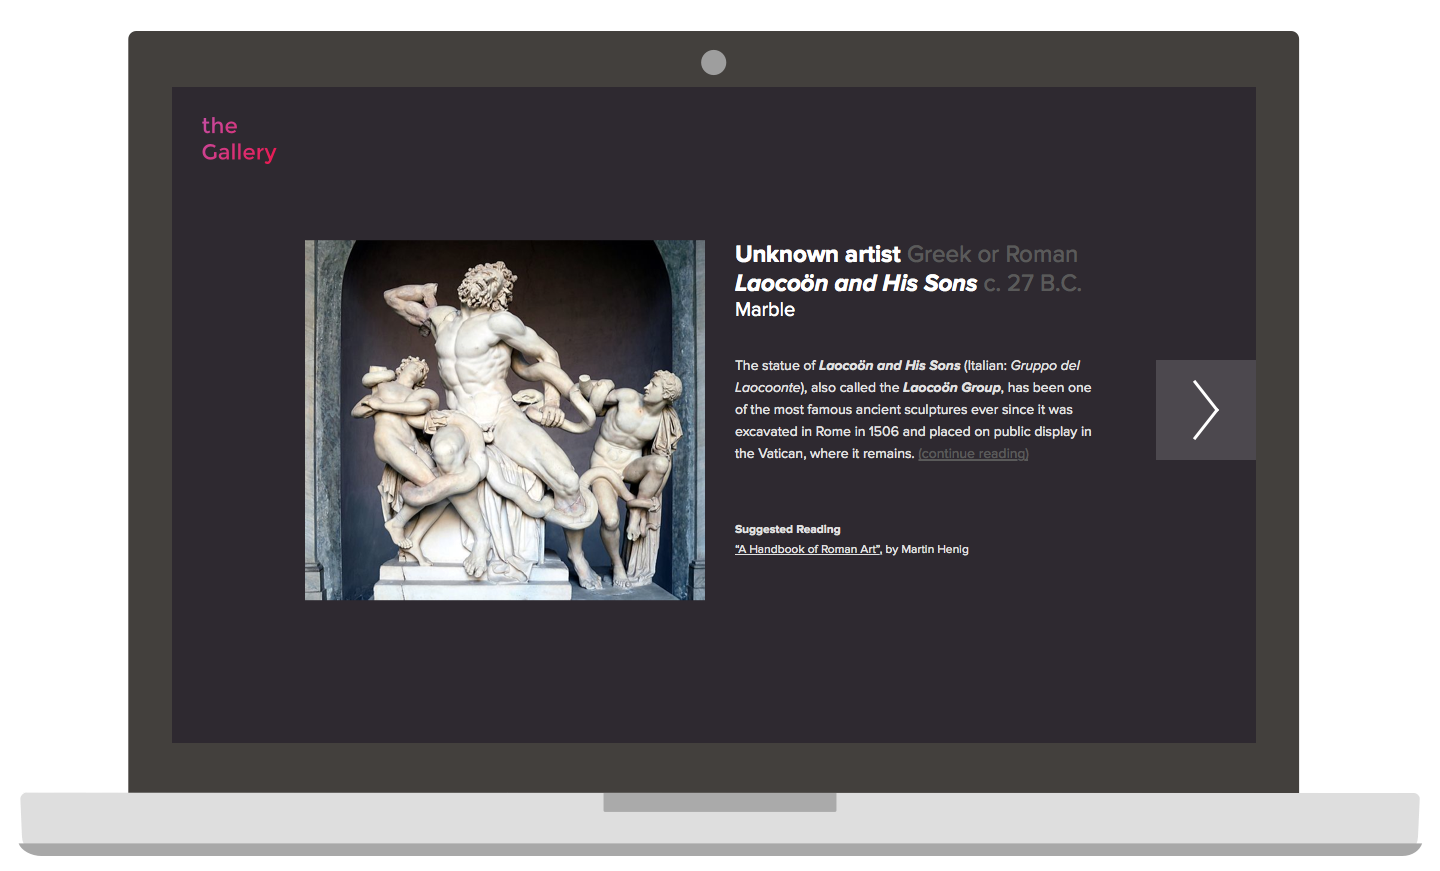 the
Gallery
Unknown artist Greek or Roman
Laocoön and His Sons c. 27 B.C.
Marble
The statue of Laocoön and His Sons (Italian: Gruppo del
Laocoonte), also called the Laocoön Group, has been one
of the most famous ancient sculptures ever since it was
excavated in Rome in 1506 and placed on public display in
the Vatican, where it remains. (continue reading)
Suggested Reading
“A Handbook of Roman Art”, by Martin Henig